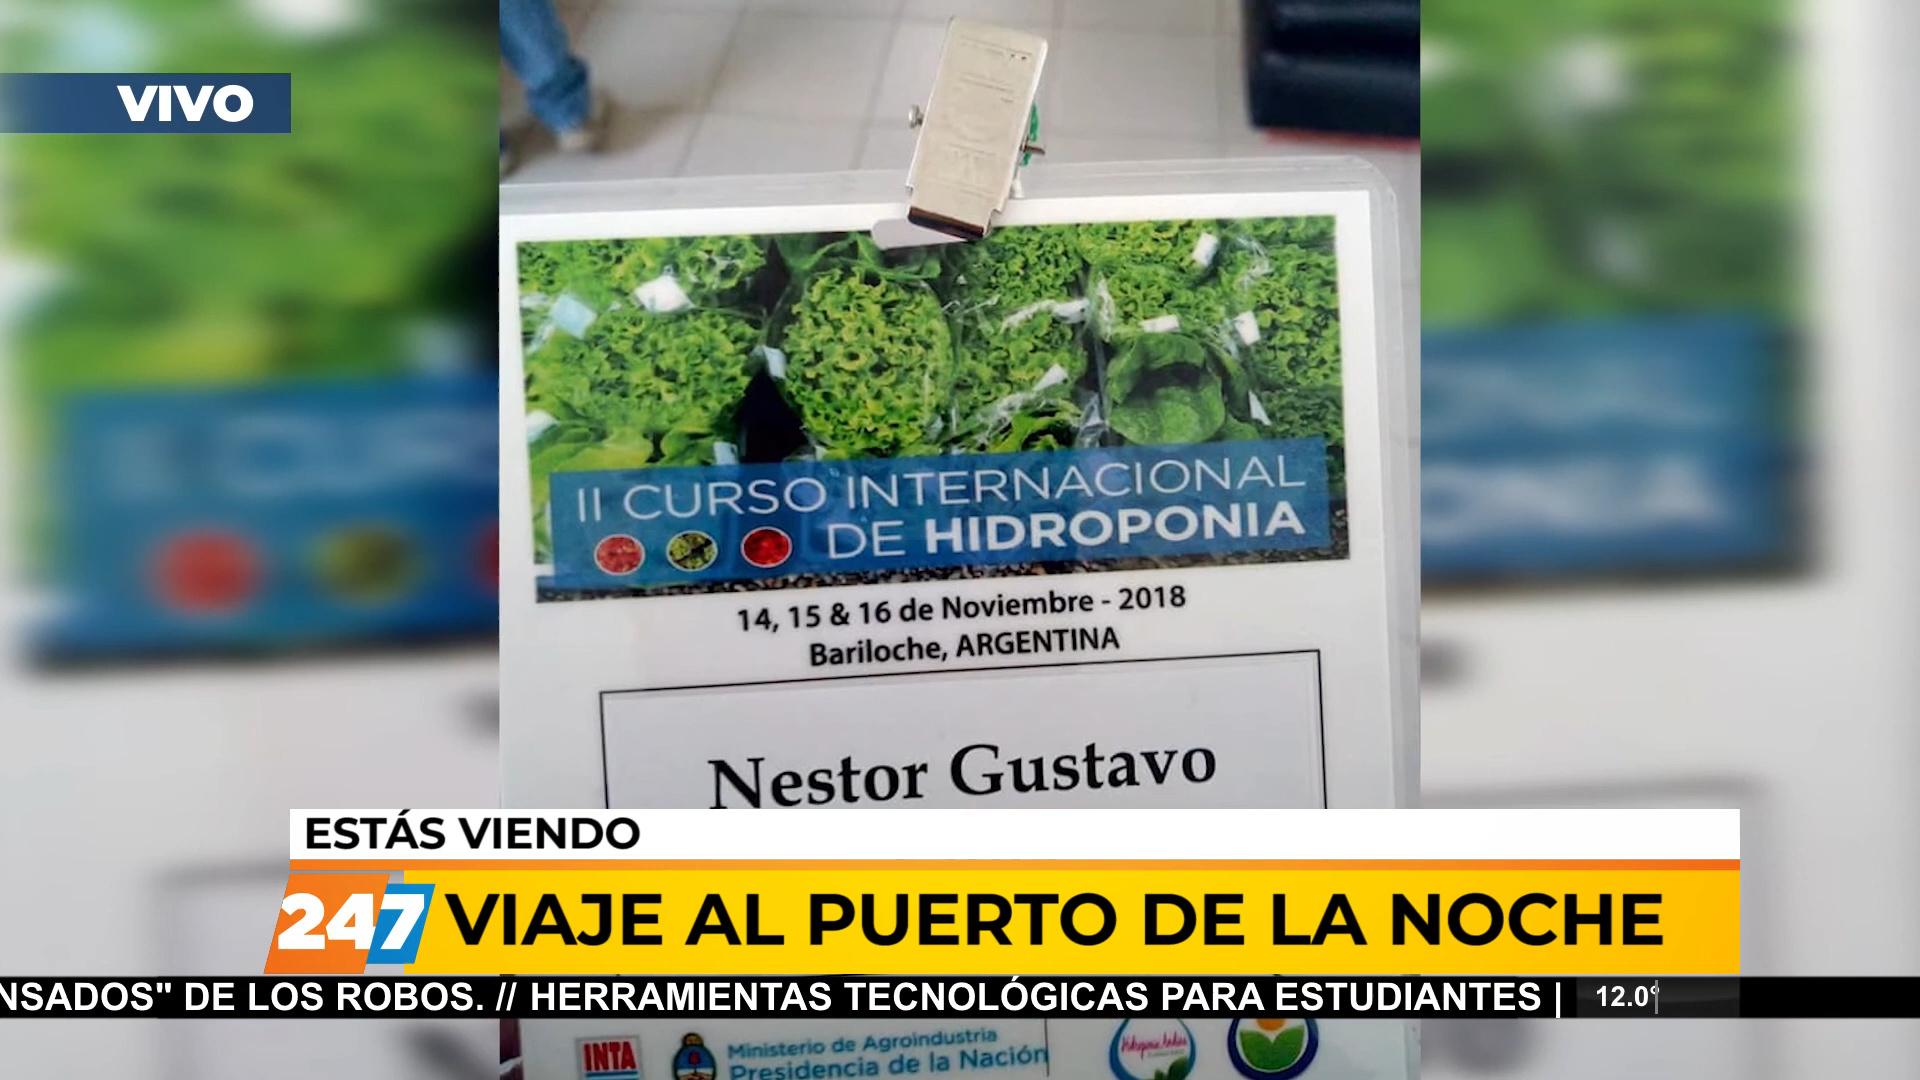 VIVO
II CURSO INTERNACIONAL
DE HIDROPONIA
14, 15 & 16 de Noviembre - 2018
Bariloche, ARGENTINA
Nestor Gustavo
ESTÁS VIENDO
247 VIAJE AL PUERTO DE LA NOCHE
NSADOS" DE LOS ROBOS. // HERRAMIENTAS TECNOLÓGICAS PARA ESTUDIANTES | 12.0°
INTA
Ministerio de Agroindustria
Presidencia de la Nación